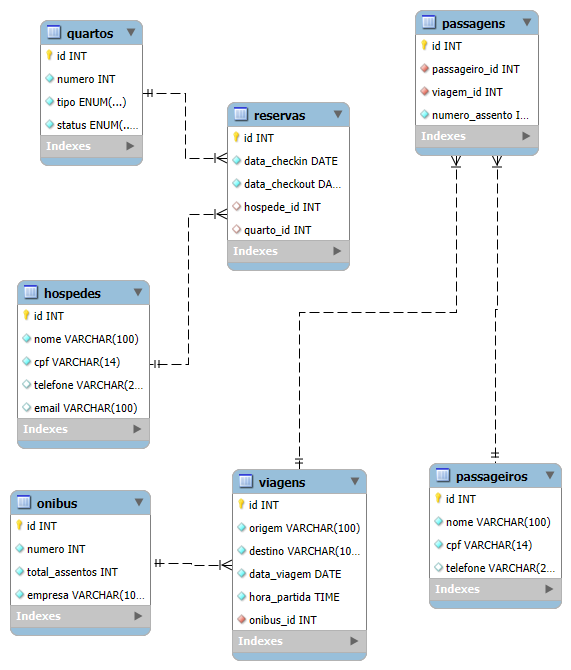 quartos
id INT
numero INT
tipo ENUM(...)
status ENUM(...
Indexes
reservas
id INT
data_checkin DATE
data_checkout DA...
hospede_id INT
quarto_id INT
Indexes
passagens
id INT
passageiro_id INT
viagem_id INT
numero_assento I...
Indexes
hospedes
id INT
nome VARCHAR(100)
cpf VARCHAR(14)
telefone VARCHAR(2...
email VARCHAR(100)
Indexes
onibus
id INT
numero INT
total_assentos INT
empresa VARCHAR(10...
Indexes
viagens
id INT
origem VARCHAR(100)
destino VARCHAR(10...
data_viagem DATE
hora_partida TIME
onibus_id INT
Indexes
passageiros
id INT
nome VARCHAR(100)
cpf VARCHAR(14)
telefone VARCHAR(2...
Indexes